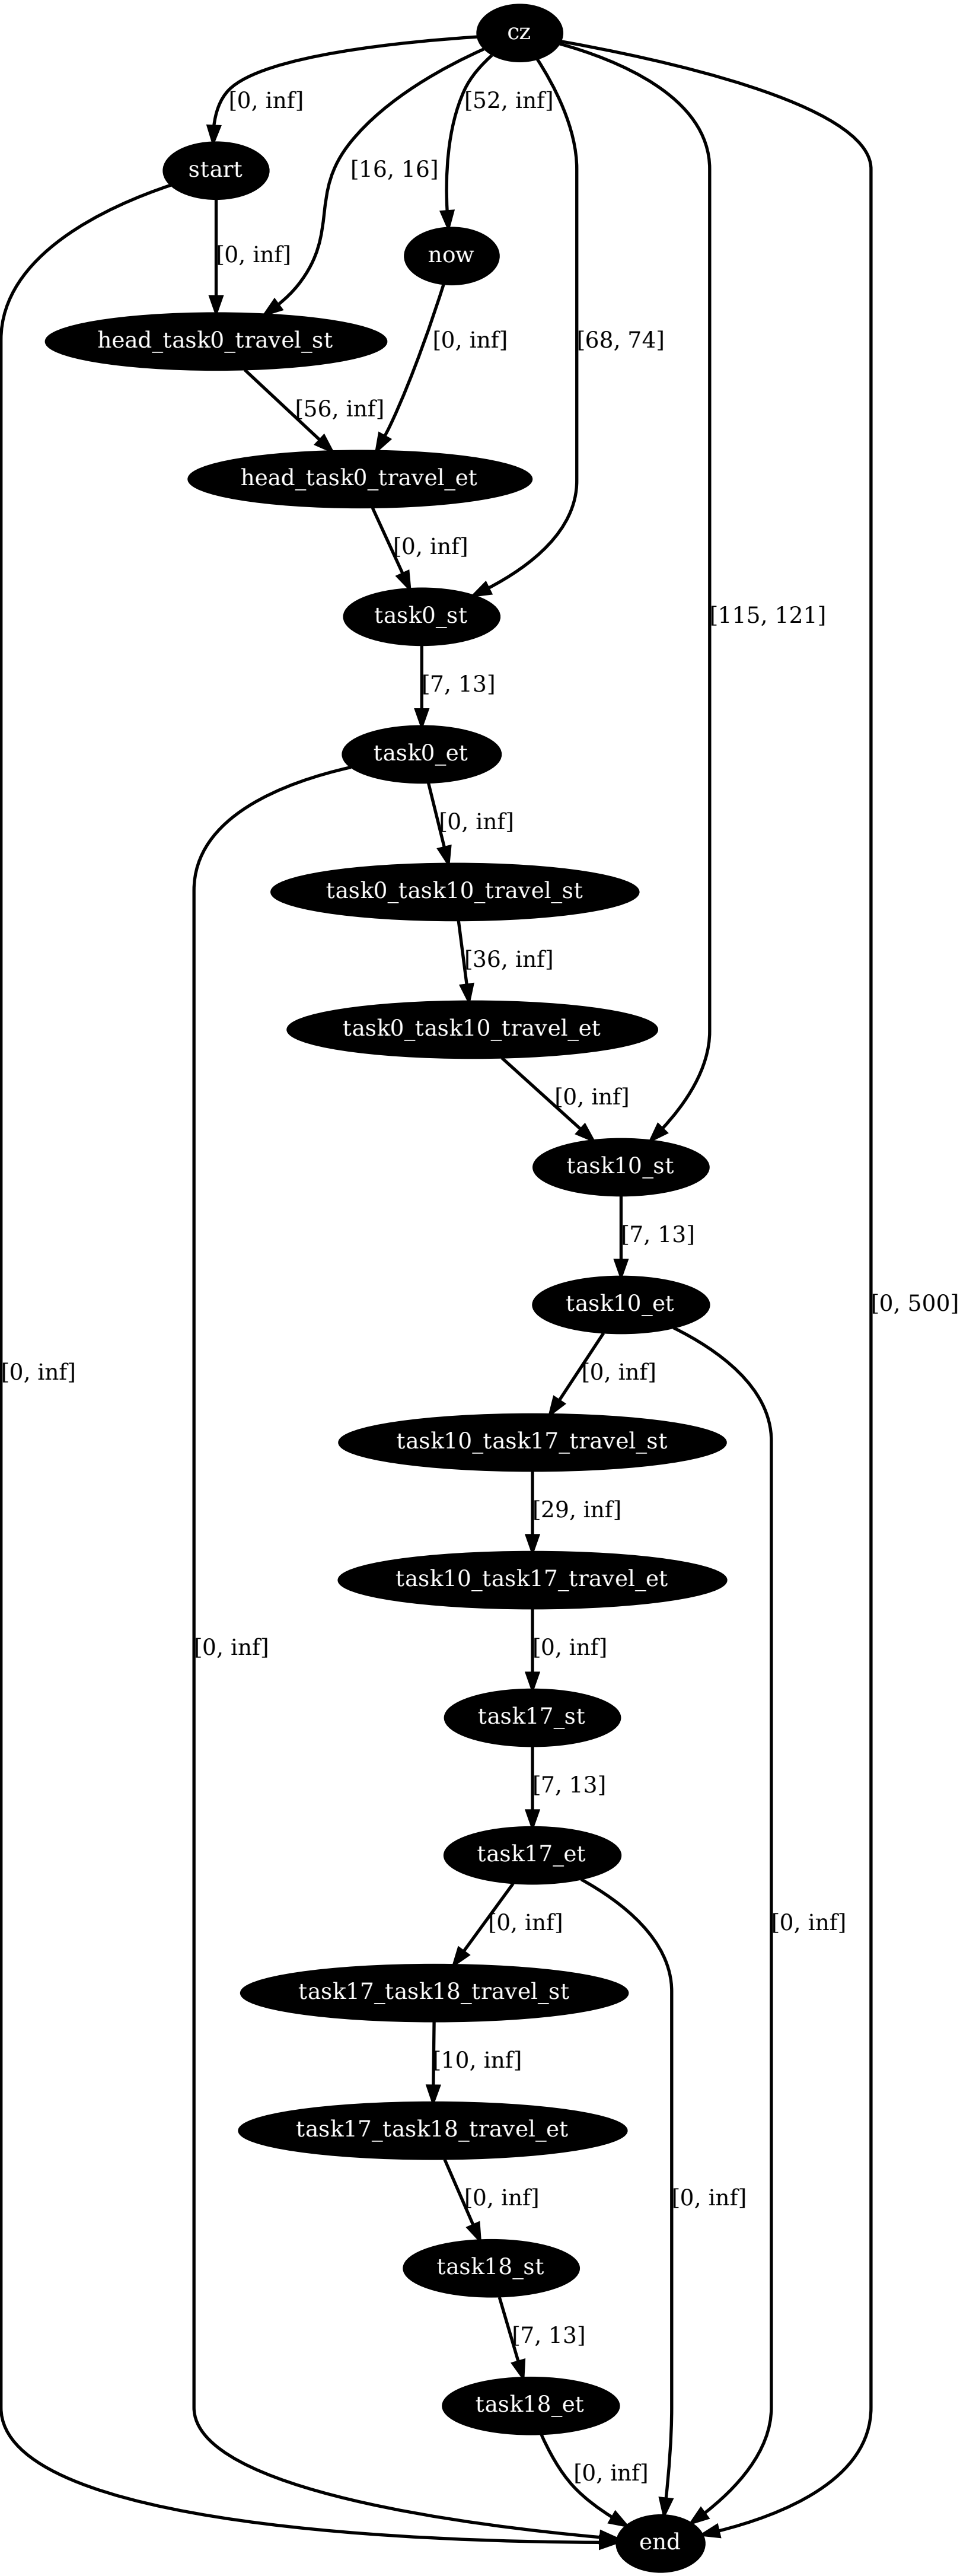 cz
[0, inf]
[52, inf]
start
[16, 16]
now
[0, inf]
head_task0_travel_st
[0, inf]
[68, 74]
[56, inf]
head_task0_travel_et
[0, inf]
task0_st
[115, 121]
[7, 13]
task0_et
[0, inf]
task0_task10_travel_st
[36, inf]
task0_task10_travel_et
[0, inf]
task10_st
[7, 13]
task10_et
[0, 500]
[0, inf]
[0, inf]
task10_task17_travel_st
[29, inf]
task10_task17_travel_et
[0, inf]
[0, inf]
task17_st
[7, 13]
task17_et
[0, inf]
[0, inf]
task17_task18_travel_st
[10, inf]
task17_task18_travel_et
[0, inf]
[0, inf]
task18_st
[7, 13]
task18_et
[0, inf]
end